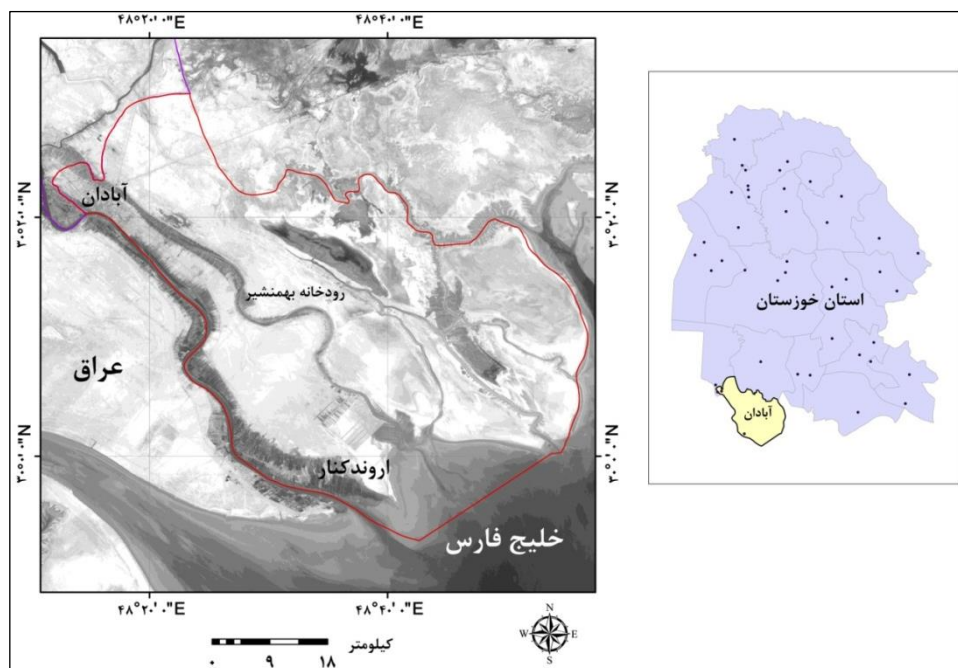 ۴۸°۲۰'۰"E
۴۸°۴۰'۰"E
۳۰°۲۰'۰"N
۳۰°۲۰'۰"N
آبادان
رودخانه بهمنشیر
عراق
اروندکنار
خلیج فارس
۳۰°۰'۰"N
۳۰°۰'۰"N
۴۸°۲۰'۰"E
۴۸°۴۰'۰"E
استان خوزستان
آبادان
کیلومتر
۰ ۹ ۱۸
N
W E
S